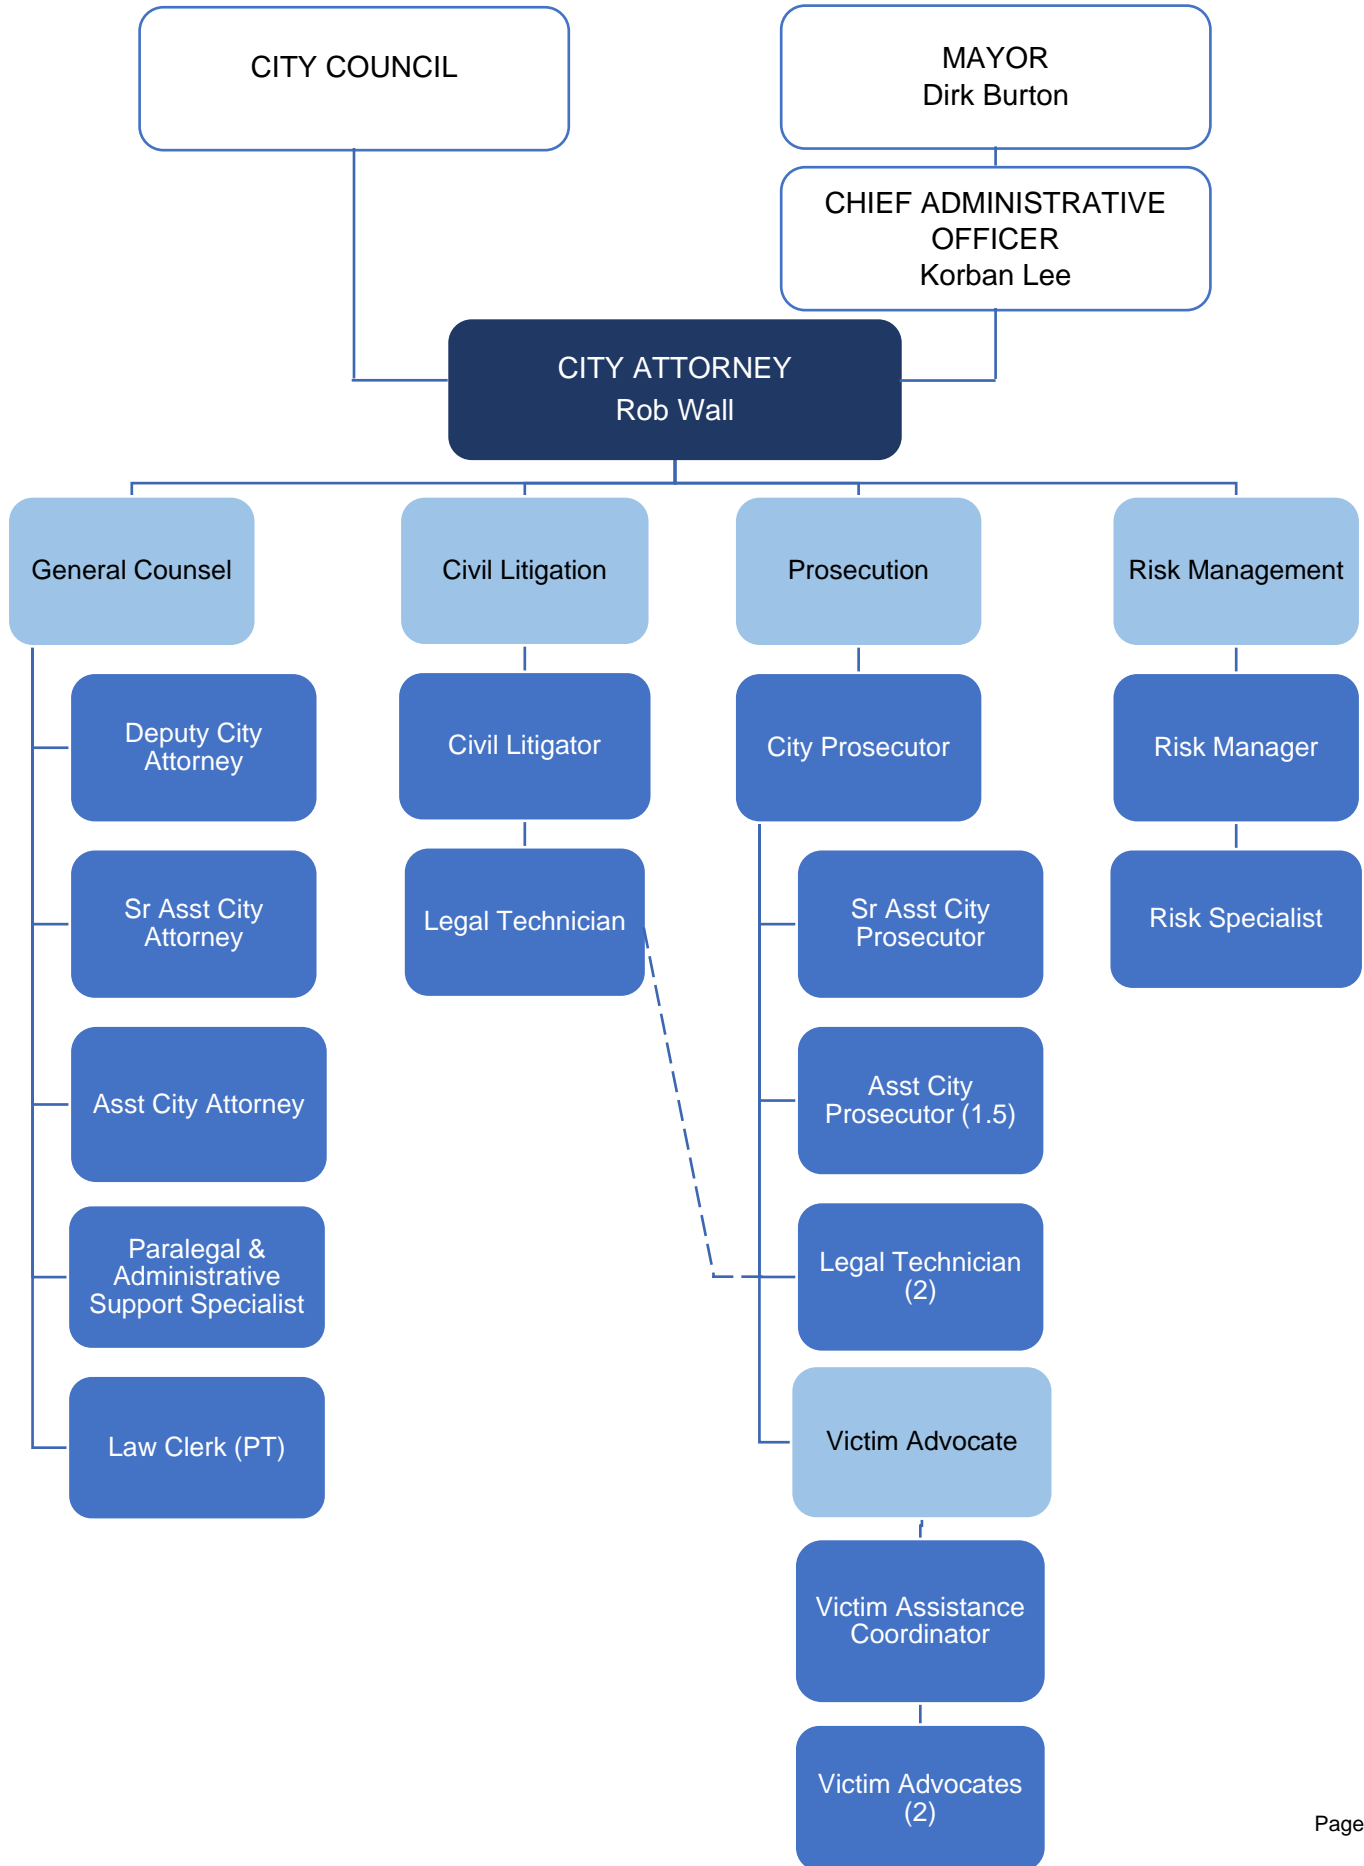 CITY COUNCIL
MAYOR
Dirk Burton
CHIEF ADMINISTRATIVE
OFFICER
Korban Lee
CITY ATTORNEY
Rob Wall
General Counsel
Civil Litigation
Prosecution
Risk Management
Deputy City
Attorney
Civil Litigator
City Prosecutor
Risk Manager
Sr Asst City
Attorney
Legal Technician
Sr Asst City
Prosecutor
Risk Specialist
Asst City Attorney
Asst City
Prosecutor (1.5)
Paralegal &
Administrative
Support Specialist
Legal Technician
(2)
Law Clerk (PT)
Victim Advocate
Victim Assistance
Coordinator
Victim Advocates
(2)
Page